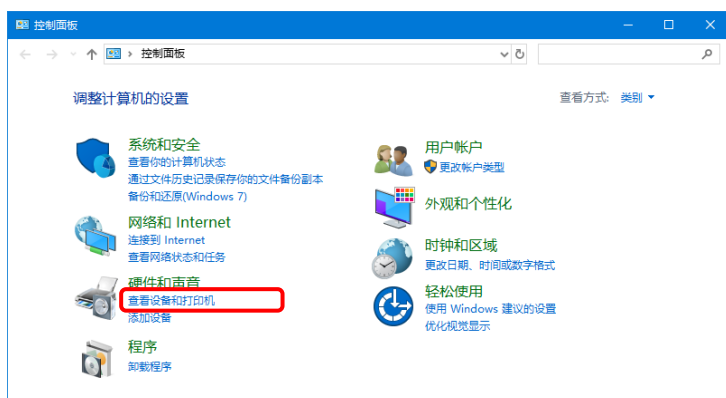 控制面板
控制面板
调整计算机的设置
查看方式: 类别
系统和安全
查看你的计算机状态
通过文件历史记录保存你的文件备份副本
备份和还原(Windows 7)
网络和 Internet
连接到 Internet
查看网络状态和任务
硬件和声音
查看设备和打印机
添加设备
程序
卸载程序
用户帐户
更改帐户类型
外观和个性化
时钟和区域
更改日期、时间或数字格式
轻松使用
使用 Windows 建议的设置
优化视觉显示